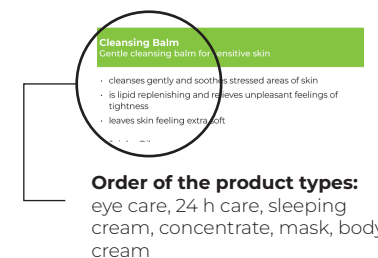 Cleansing Balm
Gentle cleansing balm for sensitive skin
· cleanses gently and soothes stressed areas of skin
· is lipid replenishing and relieves unpleasant feelings of
tightness
· leaves skin feeling extra soft
Order of the product types:
eye care, 24 h care, sleeping
cream, concentrate, mask, body
cream